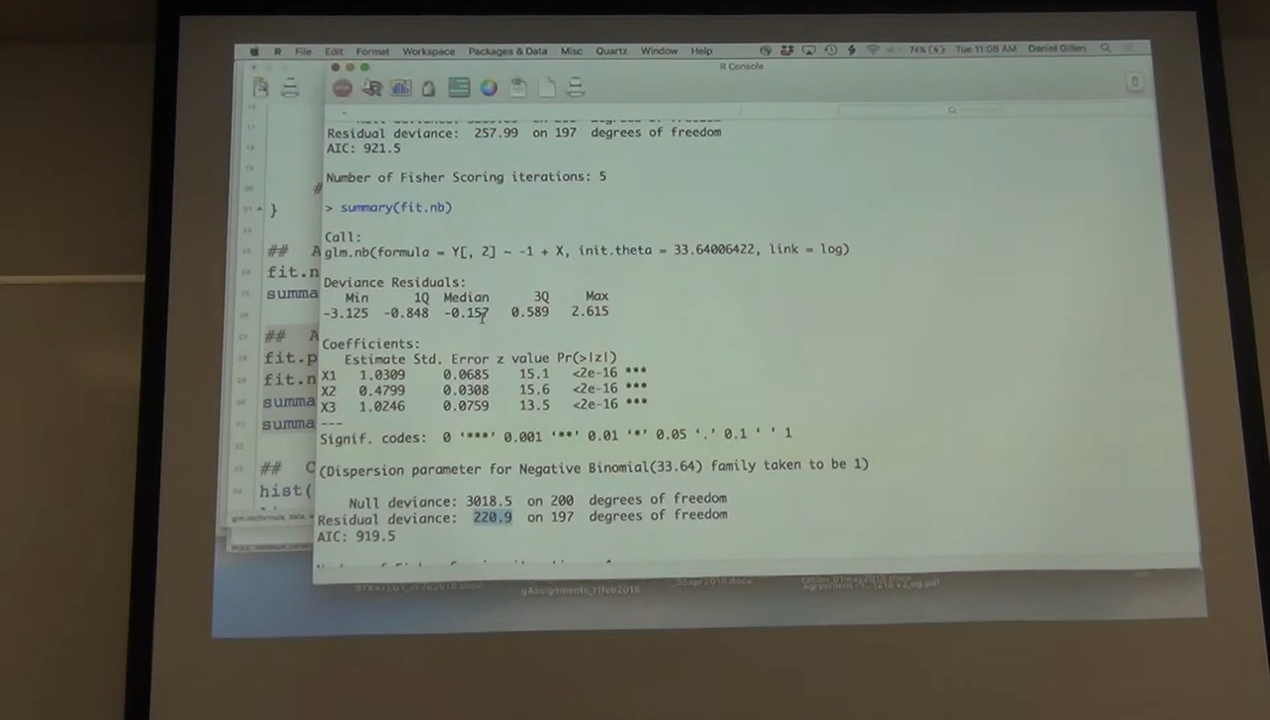 R File Edit Format Workspace Packages & Data Misc Quartz Window Help 74% Tue 11:08 AM Daniel Gillen
R Console
Residual deviance: 257.99 on 197 degrees of freedom
AIC: 921.5
Number of Fisher Scoring iterations: 5
> summary(fit.nb)
Call:
glm.nb(formula = Y[, 2] ~ -1 + X, init.theta = 33.64006422, link = log)
Deviance Residuals:
Min 1Q Median 3Q Max
-3.125 -0.848 -0.157 0.589 2.615
Coefficients:
Estimate Std. Error z value Pr(>|z|)
X1 1.0309 0.0685 15.1 <2e-16 ***
X2 0.4799 0.0308 15.6 <2e-16 ***
X3 1.0246 0.0759 13.5 <2e-16 ***
---
Signif. codes: 0 ‘***’ 0.001 ‘**’ 0.01 ‘*’ 0.05 ‘.’ 0.1 ‘ ’ 1
(Dispersion parameter for Negative Binomial(33.64) family taken to be 1)
Null deviance: 3018.5 on 200 degrees of freedom
Residual deviance: 220.9 on 197 degrees of freedom
AIC: 919.5
#
}
## A
fit.n
summa
## A
fit.p
fit.n
summa
summa
## C
hist(
gAssignments_11feb2018
_30apr2018.docx